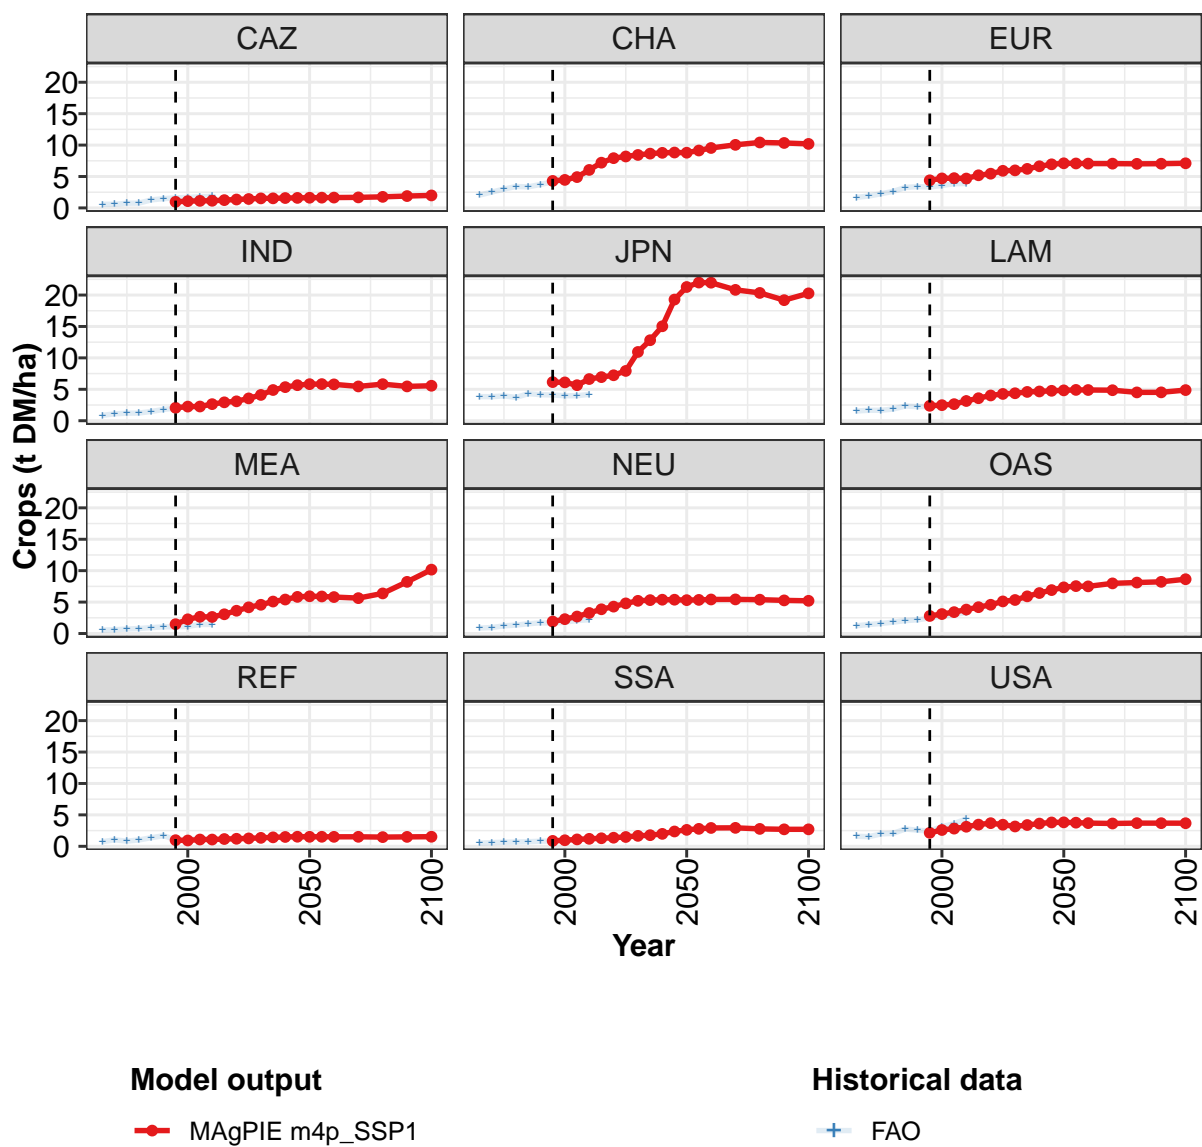 CAZ CHA EUR
20
15
10
5
0
IND JPN LAM
20
15
10
5
0
Crops (t DM/ha)
MEA NEU OAS
20
15
10
5
0
REF SSA USA
20
15
10
5
0
2000 2050 2100 2000 2050 2100 2000 2050 2100
Year
Model output Historical data
MAgPIE m4p_SSP1 FAO